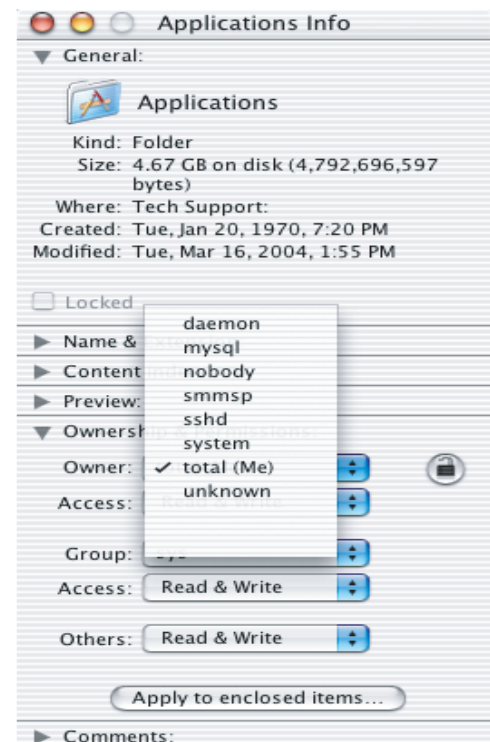 Applications Info
General:
Applications
Kind: Folder
Size: 4.67 GB on disk (4,792,696,597
bytes)
Where: Tech Support:
Created: Tue, Jan 20, 1970, 7:20 PM
Modified: Tue, Mar 16, 2004, 1:55 PM
Locked
daemon
Name &
mysql
Content
nobody
Preview:
smmsp
sshd
Ownersh
system
Owner: ✓ total (Me)
unknown
Access: Read & Write
Group:
Access: Read & Write
Others: Read & Write
Apply to enclosed items...
Comments: